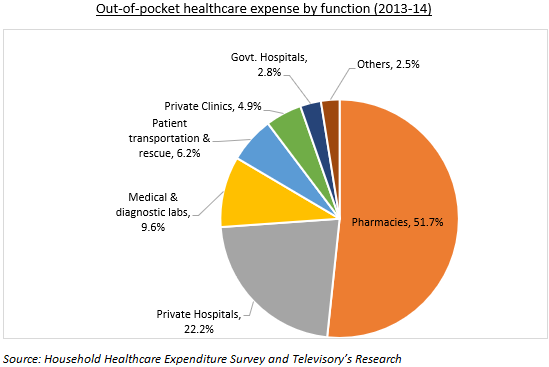 Out-of-pocket healthcare expense by function (2013-14)
Govt. Hospitals,
2.8%
Others, 2.5%
Private Clinics, 4.9%
Patient
transportation &
rescue, 6.2%
Medical &
diagnostic labs,
9.6%
Pharmacies, 51.7%
Private Hospitals,
22.2%
Source: Household Healthcare Expenditure Survey and Televisory's Research